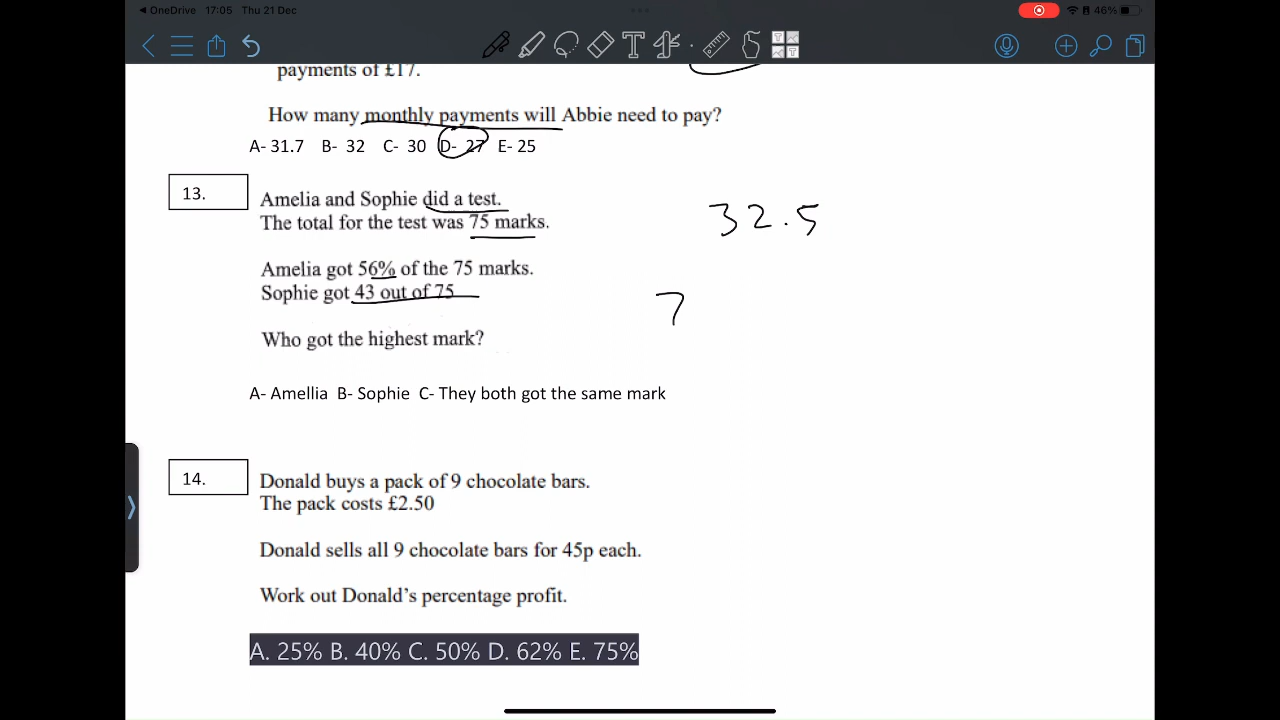 OneDrive 17:05 Thu 21 Dec
46%
payments of £17.
How many monthly payments will Abbie need to pay?
A- 31.7 B- 32 C- 30 D- 27 E- 25
13.
Amelia and Sophie did a test.
The total for the test was 75 marks.
32.5
Amelia got 56% of the 75 marks.
Sophie got 43 out of 75
7
Who got the highest mark?
A- Amellia B- Sophie C- They both got the same mark
14.
Donald buys a pack of 9 chocolate bars.
The pack costs £2.50
Donald sells all 9 chocolate bars for 45p each.
Work out Donald's percentage profit.
A. 25% B. 40% C. 50% D. 62% E. 75%